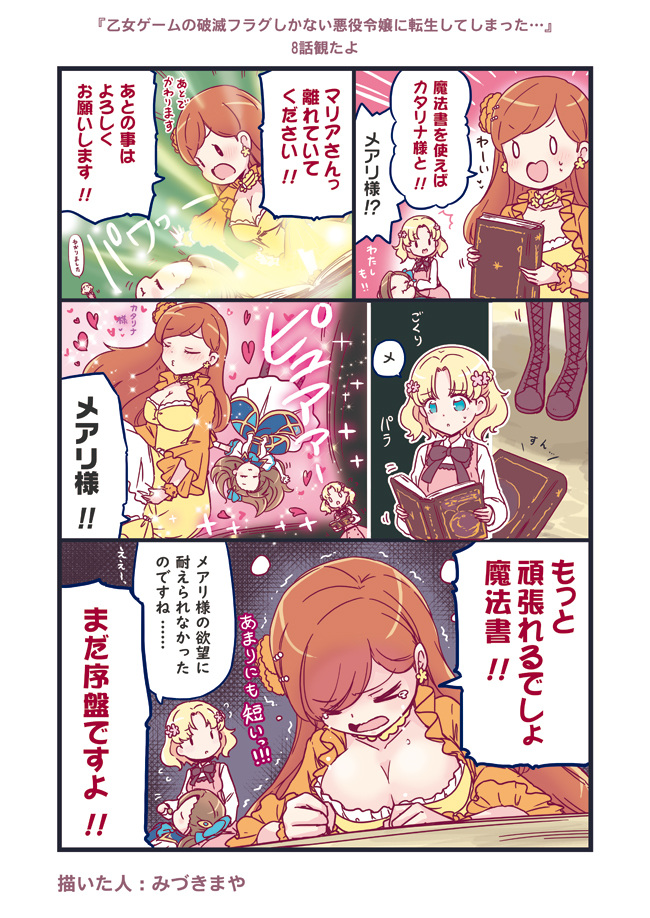 『乙女ゲームの破滅フラグしかない悪役令嬢に転生してしまった…』
8話観たよ
わーい
魔法書を使えば
カタリナ様と!!
メアリ様!?
わたしも!!
マリアさんっ
離れていて
ください!!
あとで
かわります
あとの事は
よろしく
お願いします!!
パワッー
わかりました
すん…
ごくり
メ
パラ
ピュアァー
カタリナ
様
メアリ様!!
もっと
頑張れるでしょ
魔法書!!
メアリ様の欲望に
耐えられなかった
のですね……
あまりにも短いっ!!!
ええー、
まだ序盤ですよ!!
描いた人：みづきまや